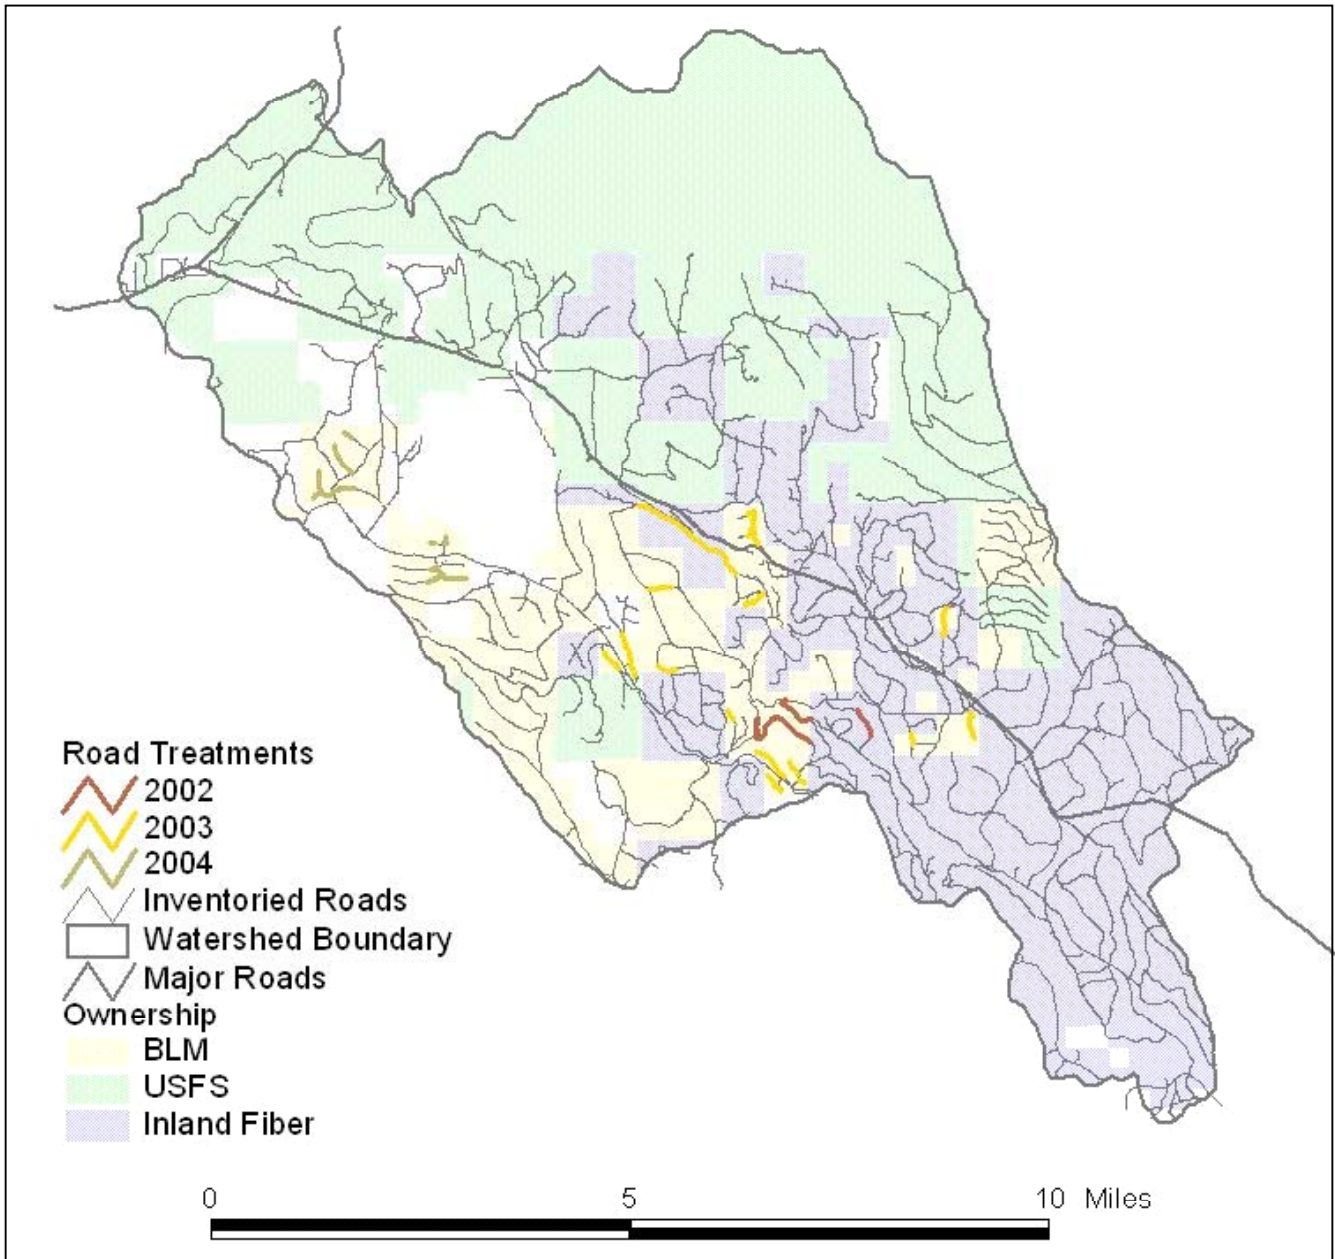 Road Treatments
2002
2003
2004
Inventoried Roads
Watershed Boundary
Major Roads
Ownership
BLM
USFS
Inland Fiber
0 5 10 Miles